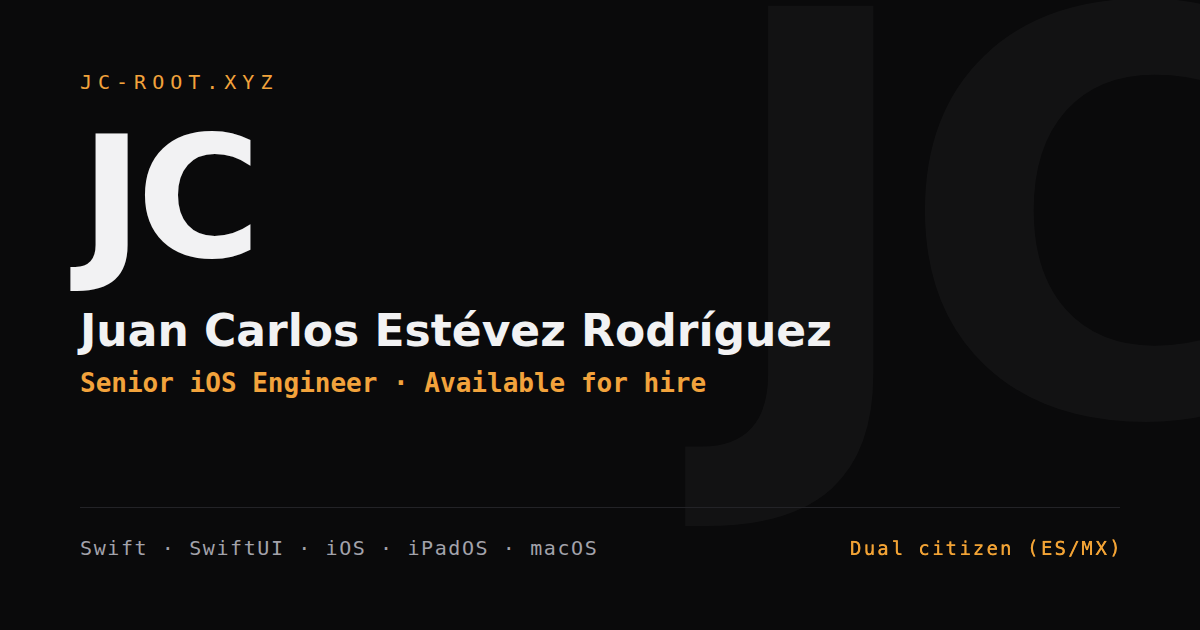 JC-ROOT.XYZ
JC
JC
Juan Carlos Estévez Rodríguez
Senior iOS Engineer · Available for hire
Swift · SwiftUI · iOS · iPadOS · macOS
Dual citizen (ES/MX)